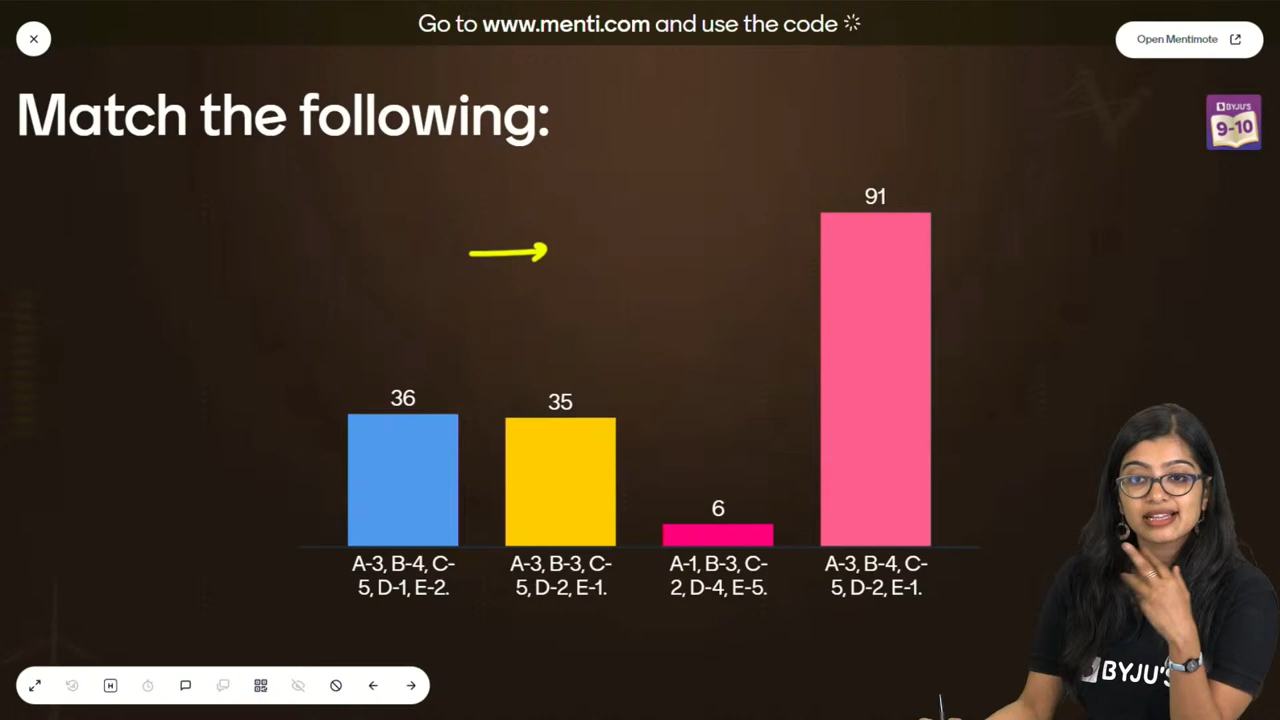 Go to www.menti.com and use the code
Open Mentimote
Match the following:
BYJU'S
9-10
91
36
35
6
A-3, B-4, C-
5, D-1, E-2.
A-3, B-3, C-
5, D-2, E-1.
A-1, B-3, C-
2, D-4, E-5.
A-3, B-4, C-
5, D-2, E-1.
H
BYJU'S